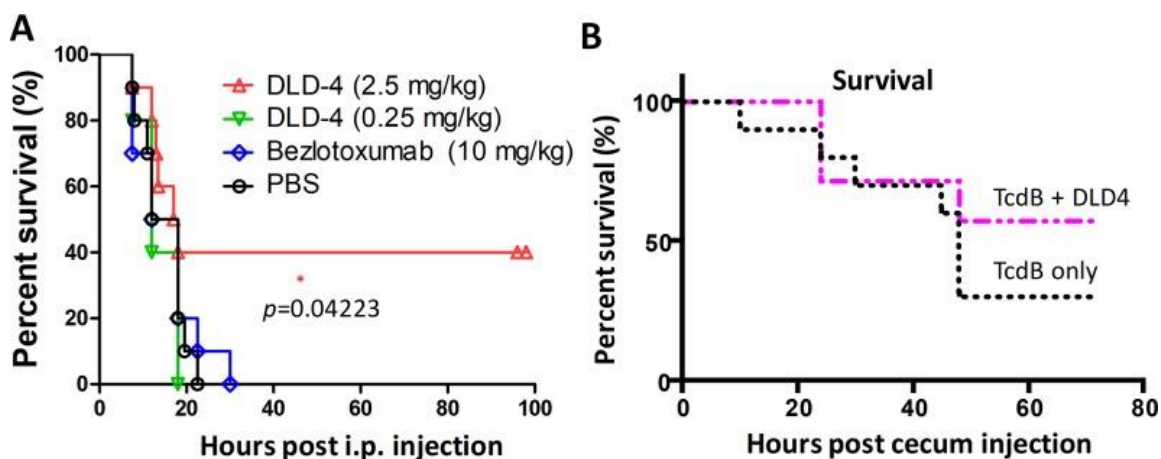 A
Percent survival (%)
100
80
60
40
20
0
DLD-4 (2.5 mg/kg)
DLD-4 (0.25 mg/kg)
Bezlotoxumab (10 mg/kg)
PBS
*
p=0.04223
0 20 40 60 80 100
Hours post i.p. injection
B
Survival
Percent survival (%)
100
50
0
TcdB + DLD4
TcdB only
0 20 40 60 80
Hours post cecum injection